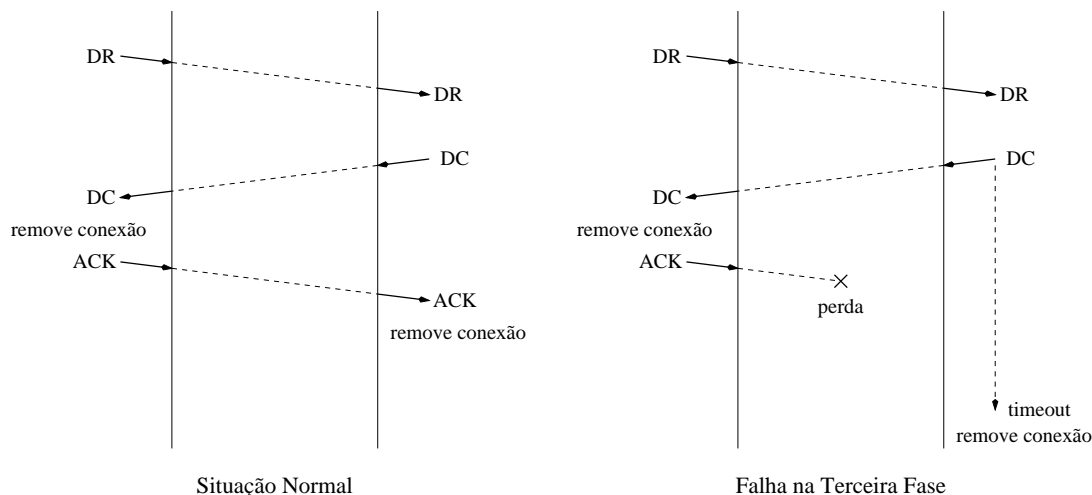 DR
DR
DC
DC
remove conexão
ACK
ACK
remove conexão
Situação Normal
DR
DR
DC
DC
remove conexão
ACK
perda
timeout
remove conexão
Falha na Terceira Fase